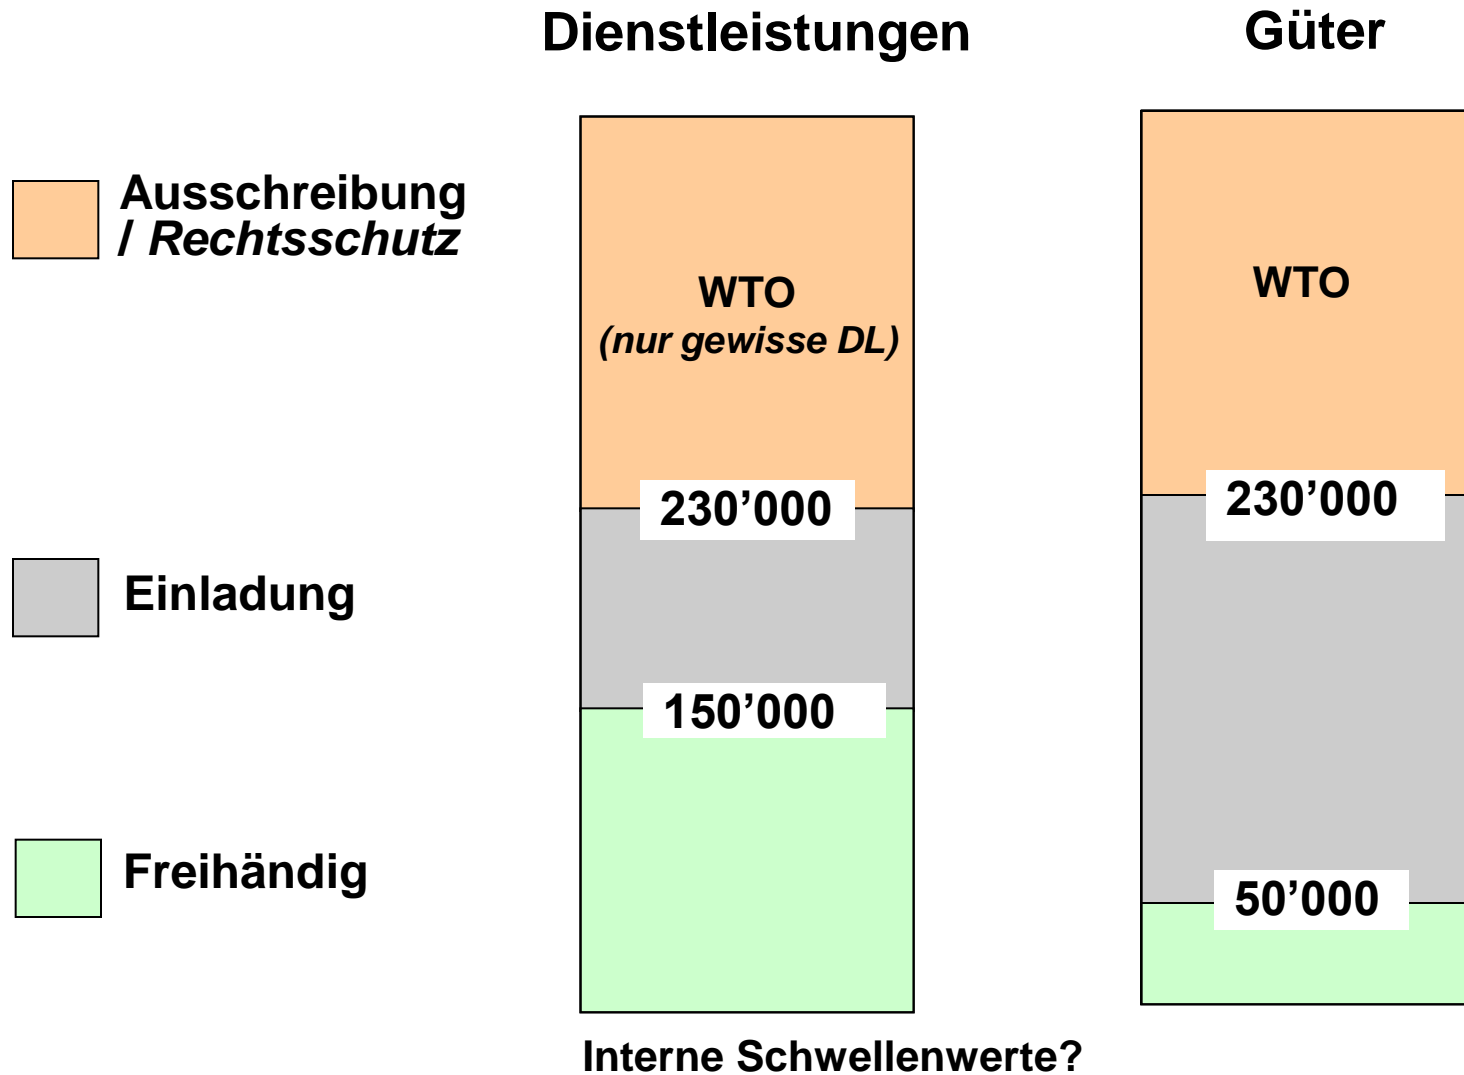 Dienstleistungen
Güter
Ausschreibung
/ Rechtsschutz
WTO
(nur gewisse DL)
WTO
230’000
230’000
Einladung
150’000
Freihändig
50’000
Interne Schwellenwerte?